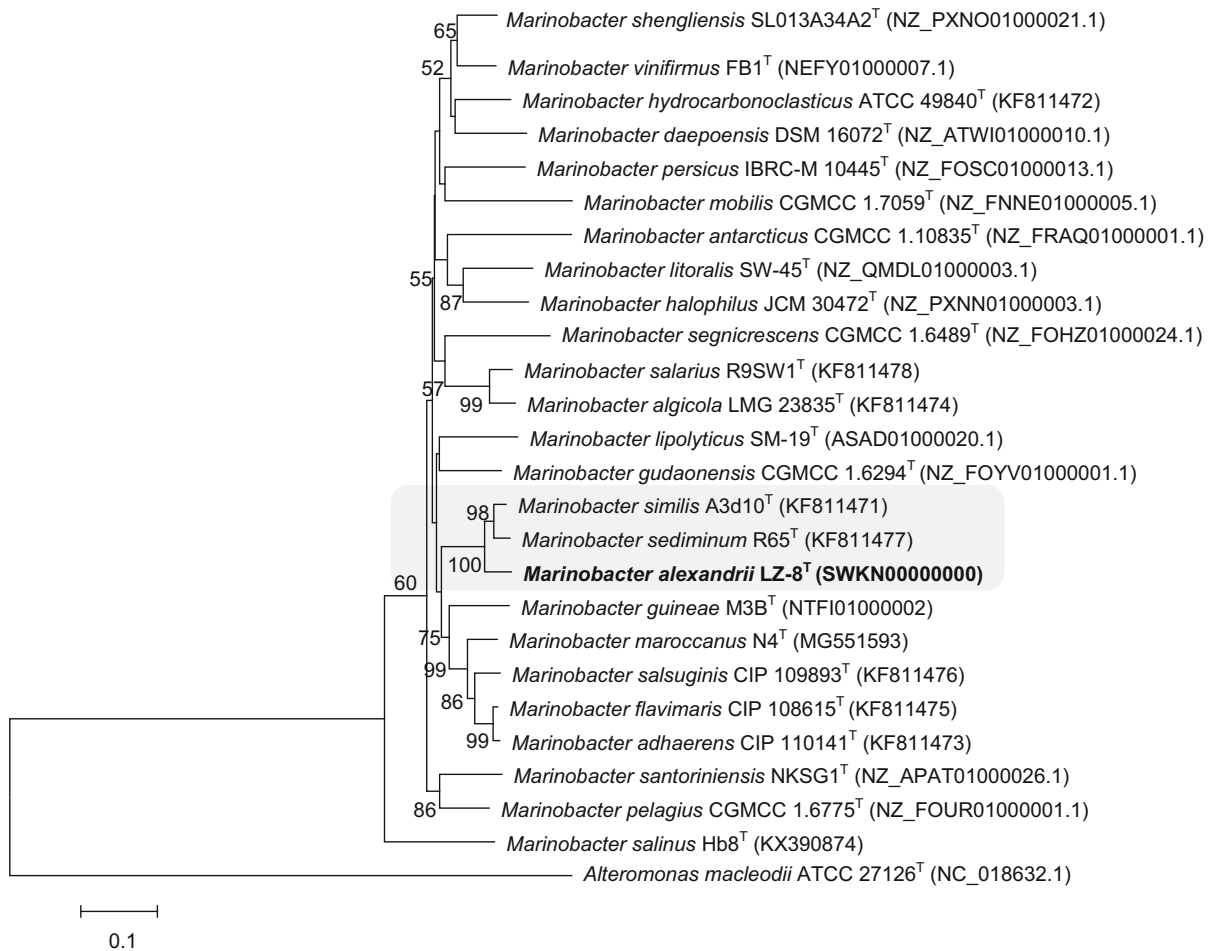 65
Marinobacter shengliensis SL013A34A2ᵀ (NZ_PXNO01000021.1)
52
Marinobacter vinifirmus FB1ᵀ (NEFY01000007.1)
Marinobacter hydrocarbonoclasticus ATCC 49840ᵀ (KF811472)
Marinobacter daepoensis DSM 16072ᵀ (NZ_ATWI01000010.1)
Marinobacter persicus IBRC-M 10445ᵀ (NZ_FOSC01000013.1)
Marinobacter mobilis CGMCC 1.7059ᵀ (NZ_FNNE01000005.1)
Marinobacter antarcticus CGMCC 1.10835ᵀ (NZ_FRAQ01000001.1)
55
Marinobacter litoralis SW-45ᵀ (NZ_QMDL01000003.1)
87
Marinobacter halophilus JCM 30472ᵀ (NZ_PXNN01000003.1)
Marinobacter segnicrescens CGMCC 1.6489ᵀ (NZ_FOHZ01000024.1)
Marinobacter salarius R9SW1ᵀ (KF811478)
57
99
Marinobacter algicola LMG 23835ᵀ (KF811474)
Marinobacter lipolyticus SM-19ᵀ (ASAD01000020.1)
Marinobacter gudaonensis CGMCC 1.6294ᵀ (NZ_FOYV01000001.1)
98
Marinobacter similis A3d10ᵀ (KF811471)
Marinobacter sediminum R65ᵀ (KF811477)
100
Marinobacter alexandrii LZ-8ᵀ (SWKN00000000)
60
Marinobacter guineae M3Bᵀ (NTFI01000002)
75
Marinobacter maroccanus N4ᵀ (MG551593)
99
Marinobacter salsuginis CIP 109893ᵀ (KF811476)
86
Marinobacter flavimaris CIP 108615ᵀ (KF811475)
99
Marinobacter adhaerens CIP 110141ᵀ (KF811473)
Marinobacter santoriniensis NKSG1ᵀ (NZ_APAT01000026.1)
86
Marinobacter pelagius CGMCC 1.6775ᵀ (NZ_FOUR01000001.1)
Marinobacter salinus Hb8ᵀ (KX390874)
Alteromonas macleodii ATCC 27126ᵀ (NC_018632.1)
0.1